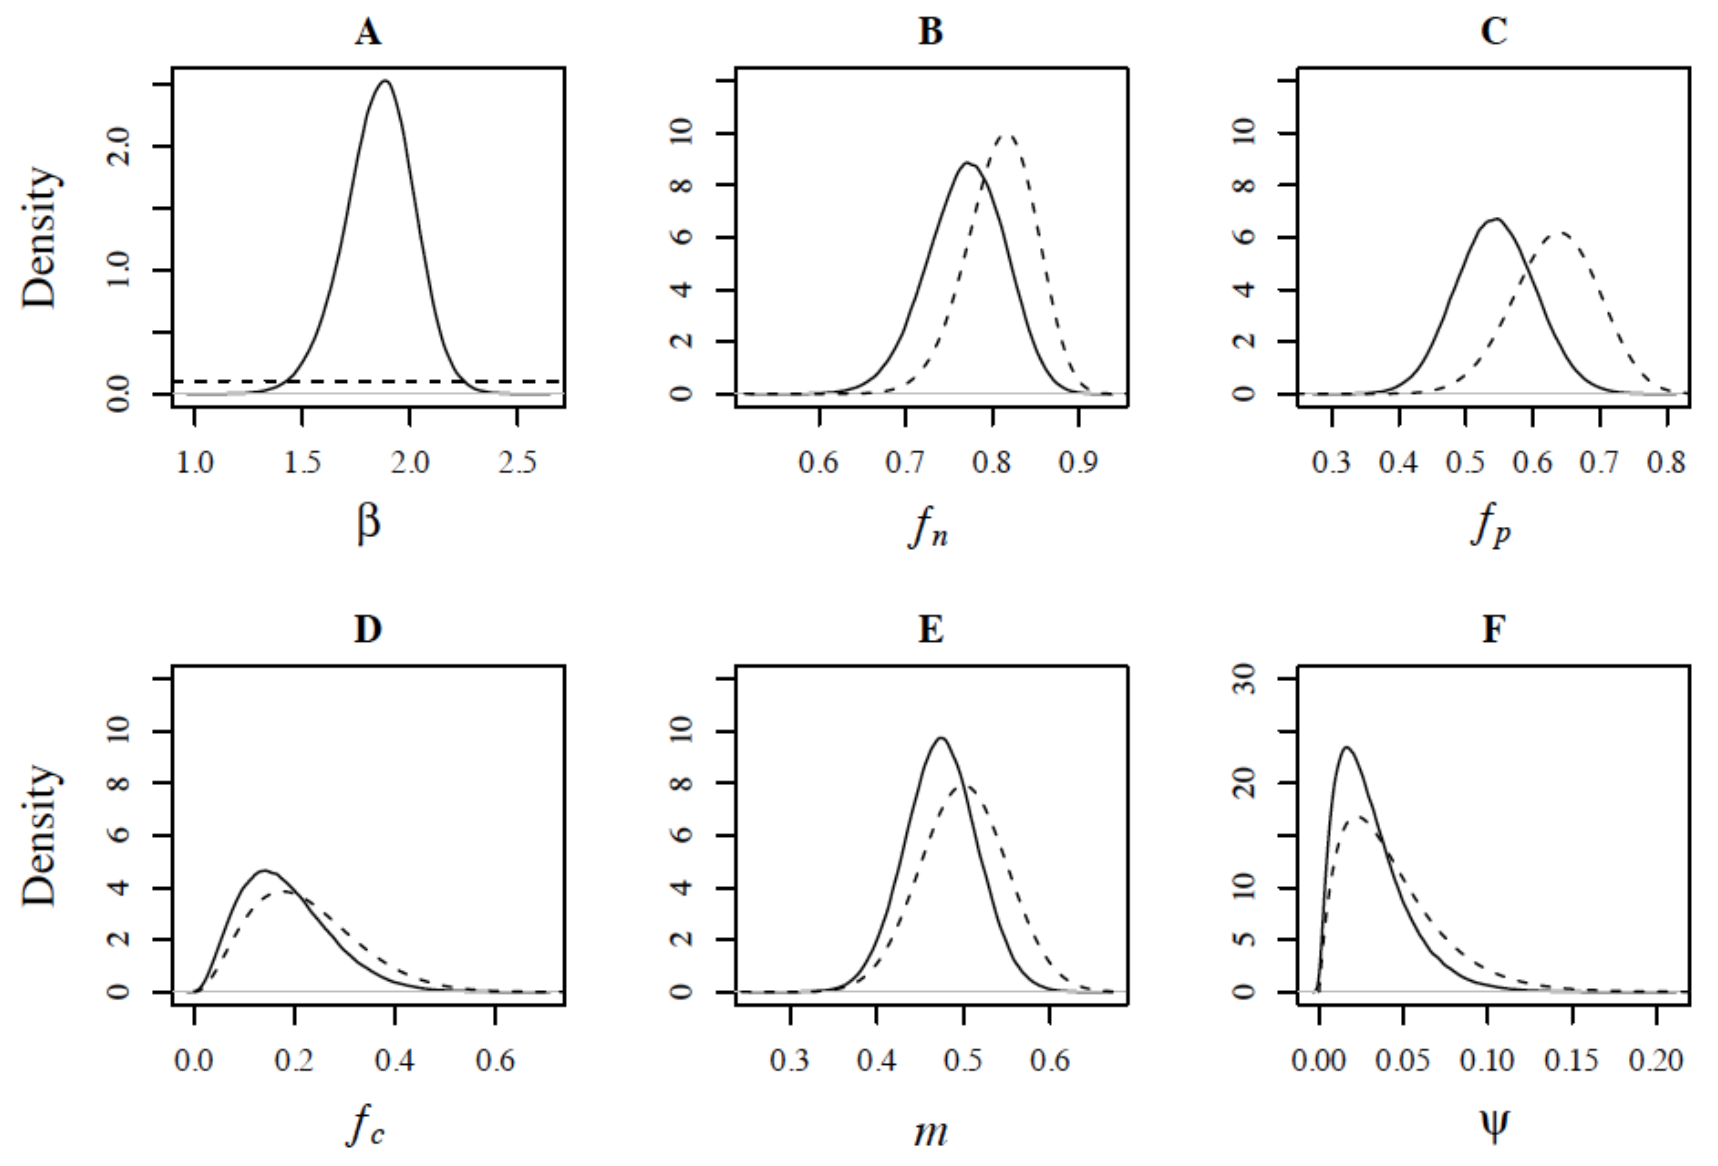 A B C
Density
0.0 1.0 2.0
1.0 1.5 2.0 2.5
β
0 2 4 6 8 10
0.6 0.7 0.8 0.9
f n
0 2 4 6 8 10
0.3 0.4 0.5 0.6 0.7 0.8
f p
D E F
Density
0 2 4 6 8 10
0.0 0.2 0.4 0.6
f c
0 2 4 6 8 10
0.3 0.4 0.5 0.6
m
0 5 10 20 30
0.00 0.05 0.10 0.15 0.20
ψ